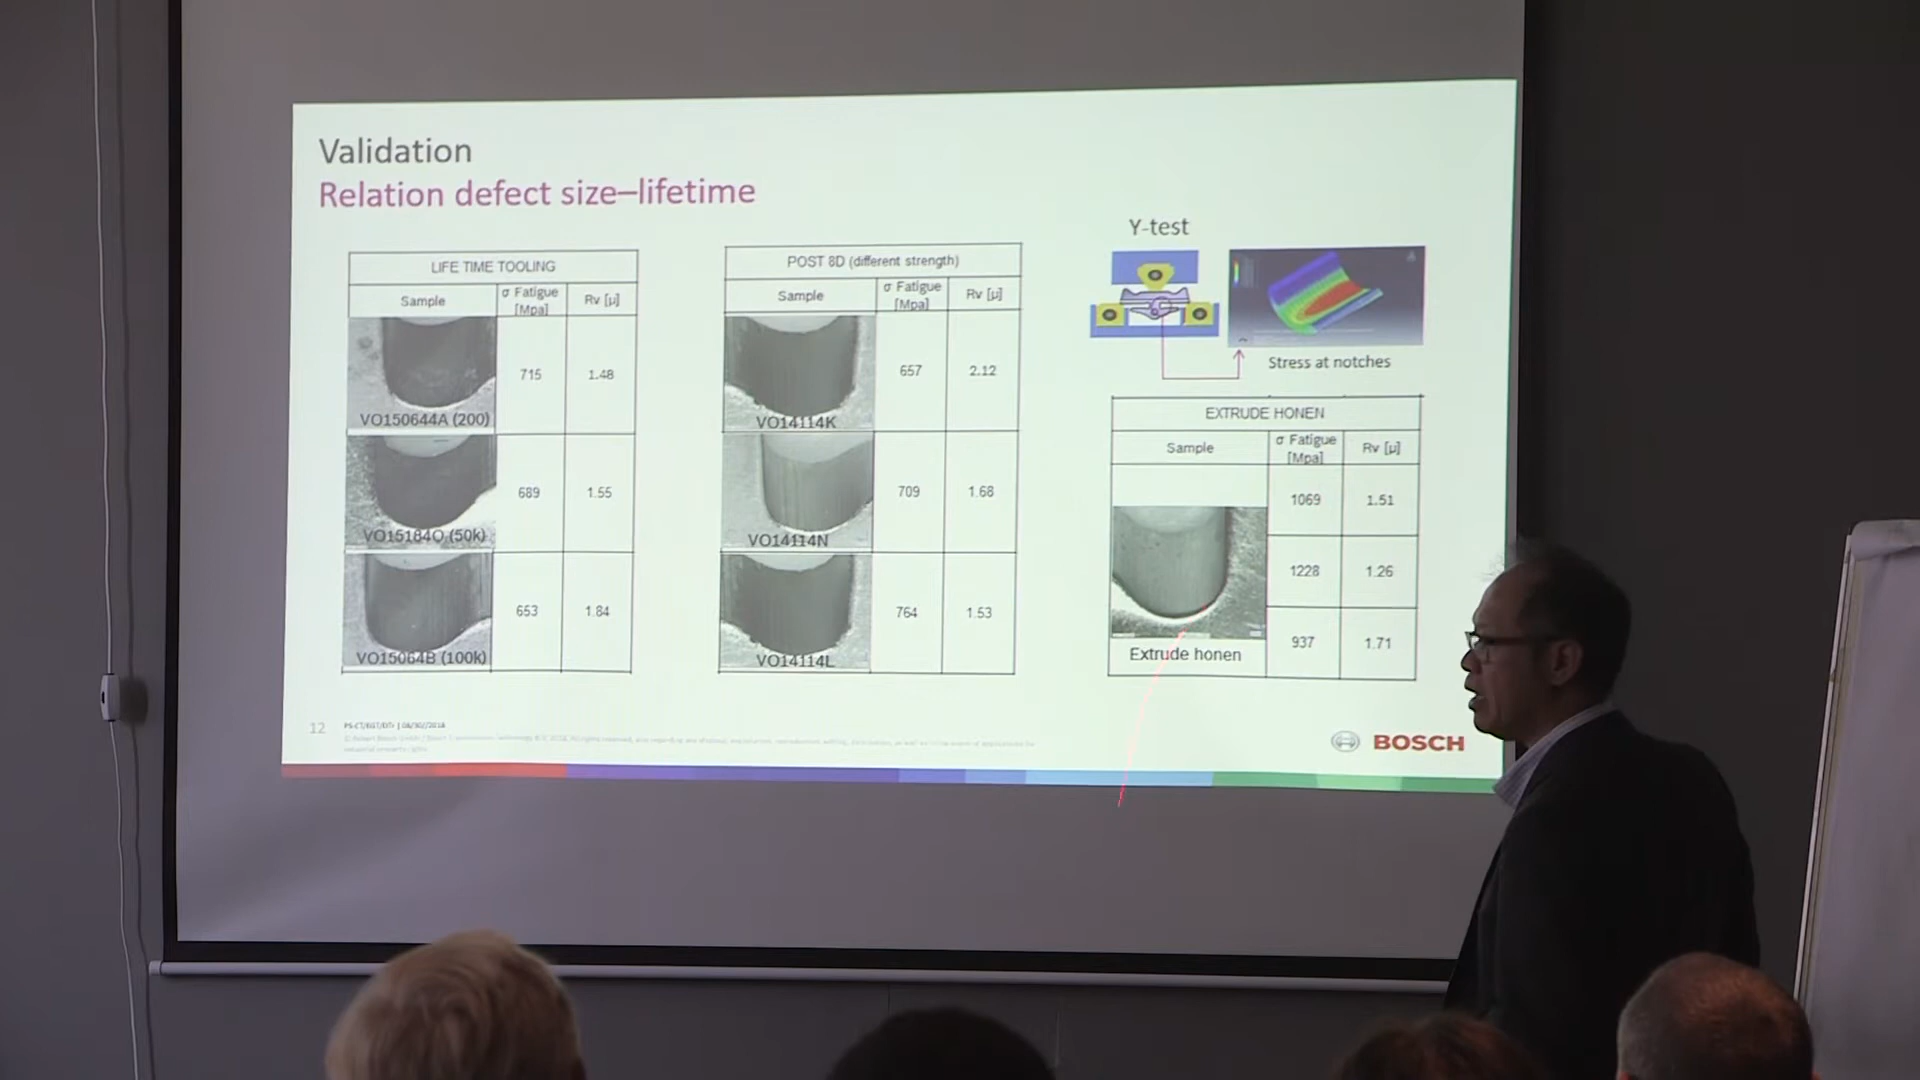 Validation
Relation defect size–lifetime
LIFE TIME TOOLING
Sample
σ Fatigue
[Mpa]
Rv [µ]
VO150644A (200)
715
1.48
VO15184O (50k)
689
1.55
VO15064B (100k)
653
1.84
POST 8D (different strength)
Sample
σ Fatigue
[Mpa]
Rv [µ]
VO14114K
657
2.12
VO14114N
709
1.68
VO14114L
764
1.53
Y-test
Stress at notches
EXTRUDE HONEN
Sample
σ Fatigue
[Mpa]
Rv [µ]
1069
1.51
1228
1.26
937
1.71
Extrude honen
12
BOSCH